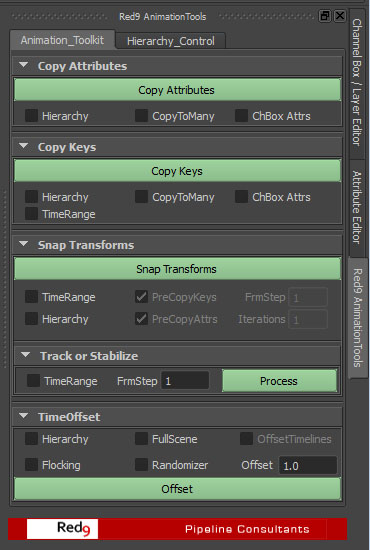 Red9 AnimationTools
Animation_Toolkit Hierarchy_Control
Copy Attributes
Copy Attributes
Hierarchy CopyToMany ChBox Attrs
Copy Keys
Copy Keys
Hierarchy CopyToMany ChBox Attrs
TimeRange
Snap Transforms
Snap Transforms
TimeRange PreCopyKeys FrmStep 1
Hierarchy PreCopyAttrs Iterations 1
Track or Stabilize
TimeRange FrmStep 1 Process
TimeOffset
Hierarchy FullScene OffsetTimelines
Flocking Randomizer Offset 1.0
Offset
Red9 Pipeline Consultants
Channel Box / Layer Editor
Attribute Editor
Red9 AnimationTools